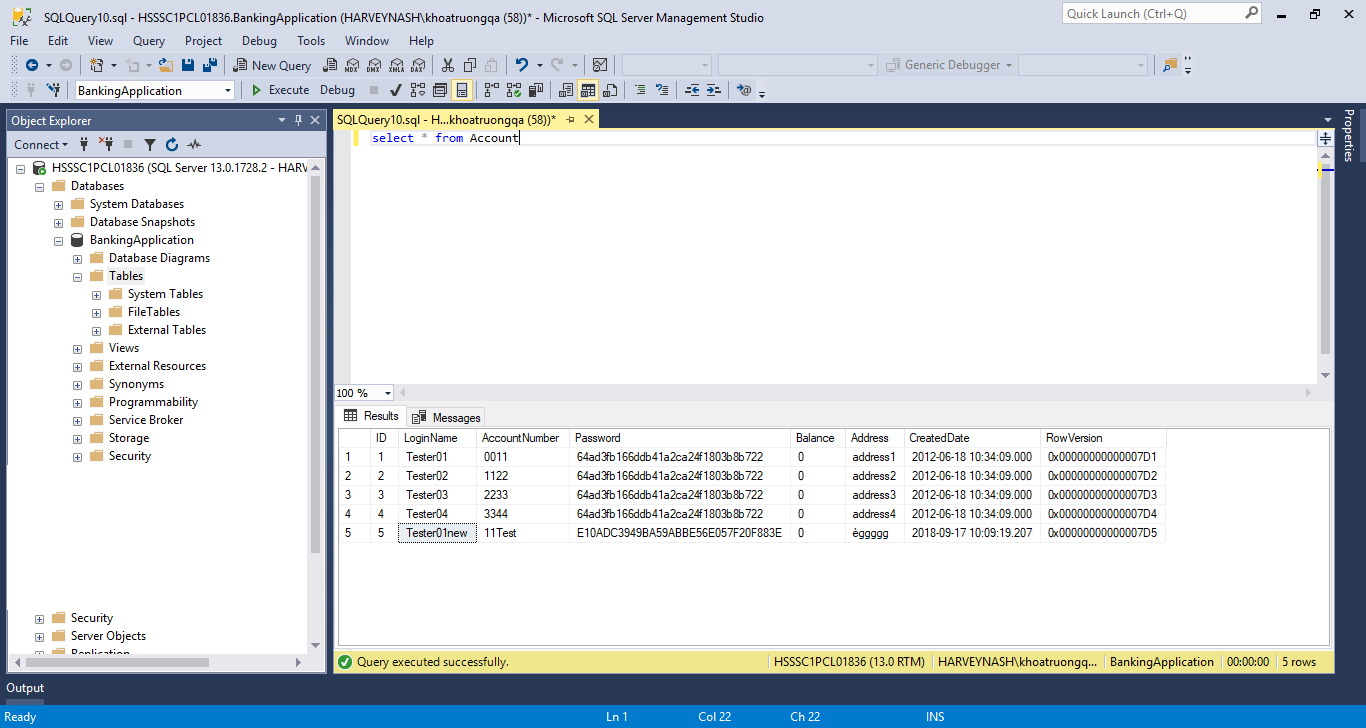 SQLQuery10.sql - HSSSC1PCL01836.BankingApplication (HARVEYNASH\khoatruongqa (58))* - Microsoft SQL Server Management Studio
Quick Launch (Ctrl+Q)
File Edit View Query Project Debug Tools Window Help
New Query MDX DMX XMLA DAX Generic Debugger
BankingApplication Execute Debug
Object Explorer
Connect
HSSSC1PCL01836 (SQL Server 13.0.1728.2 - HARV
Databases
System Databases
Database Snapshots
BankingApplication
Database Diagrams
Tables
System Tables
FileTables
External Tables
Views
External Resources
Synonyms
Programmability
Service Broker
Storage
Security
Security
Server Objects
Replication
SQLQuery10.sql - H...khoatruongqa (58))*
select * from Account
Properties
100 %
Results Messages
ID LoginName AccountNumber Password Balance Address CreatedDate RowVersion
1 1 Tester01 0011 64ad3fb166ddb41a2ca24f1803b8b722 0 address1 2012-06-18 10:34:09.000 0x00000000000007D1
2 2 Tester02 1122 64ad3fb166ddb41a2ca24f1803b8b722 0 address2 2012-06-18 10:34:09.000 0x00000000000007D2
3 3 Tester03 2233 64ad3fb166ddb41a2ca24f1803b8b722 0 address3 2012-06-18 10:34:09.000 0x00000000000007D3
4 4 Tester04 3344 64ad3fb166ddb41a2ca24f1803b8b722 0 address4 2012-06-18 10:34:09.000 0x00000000000007D4
5 5 Tester01new 11Test E10ADC3949BA59ABBE56E057F20F883E 0 èggggg 2018-09-17 10:09:19.207 0x00000000000007D5
Query executed successfully. HSSSC1PCL01836 (13.0 RTM) HARVEYNASH\khoatruongq... BankingApplication 00:00:00 5 rows
Output
Ready Ln 1 Col 22 Ch 22 INS